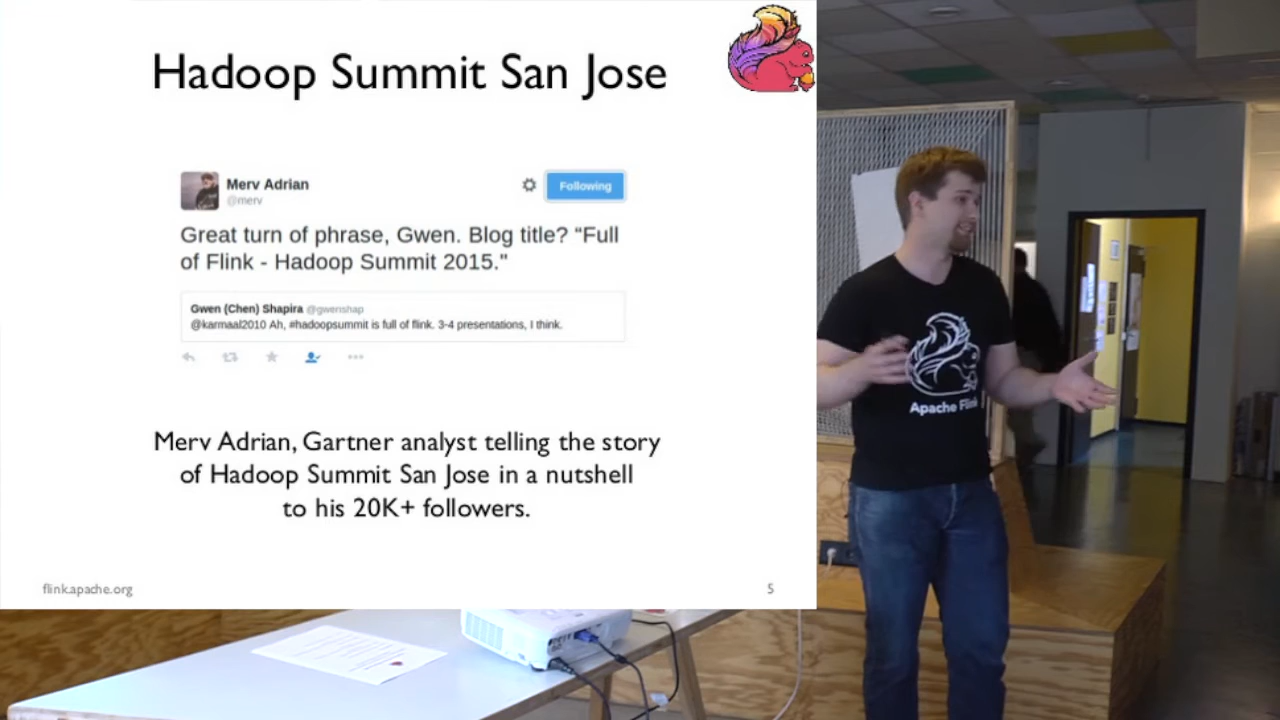 Hadoop Summit San Jose
Merv Adrian
@merv
Following
Great turn of phrase, Gwen. Blog title? “Full
of Flink - Hadoop Summit 2015."
Gwen (Chen) Shapira @gwenshap
@karmaal2010 Ah, #hadoopsummit is full of flink. 3-4 presentations, I think.
Merv Adrian, Gartner analyst telling the story
of Hadoop Summit San Jose in a nutshell
to his 20K+ followers.
flink.apache.org
5
Apache Flink